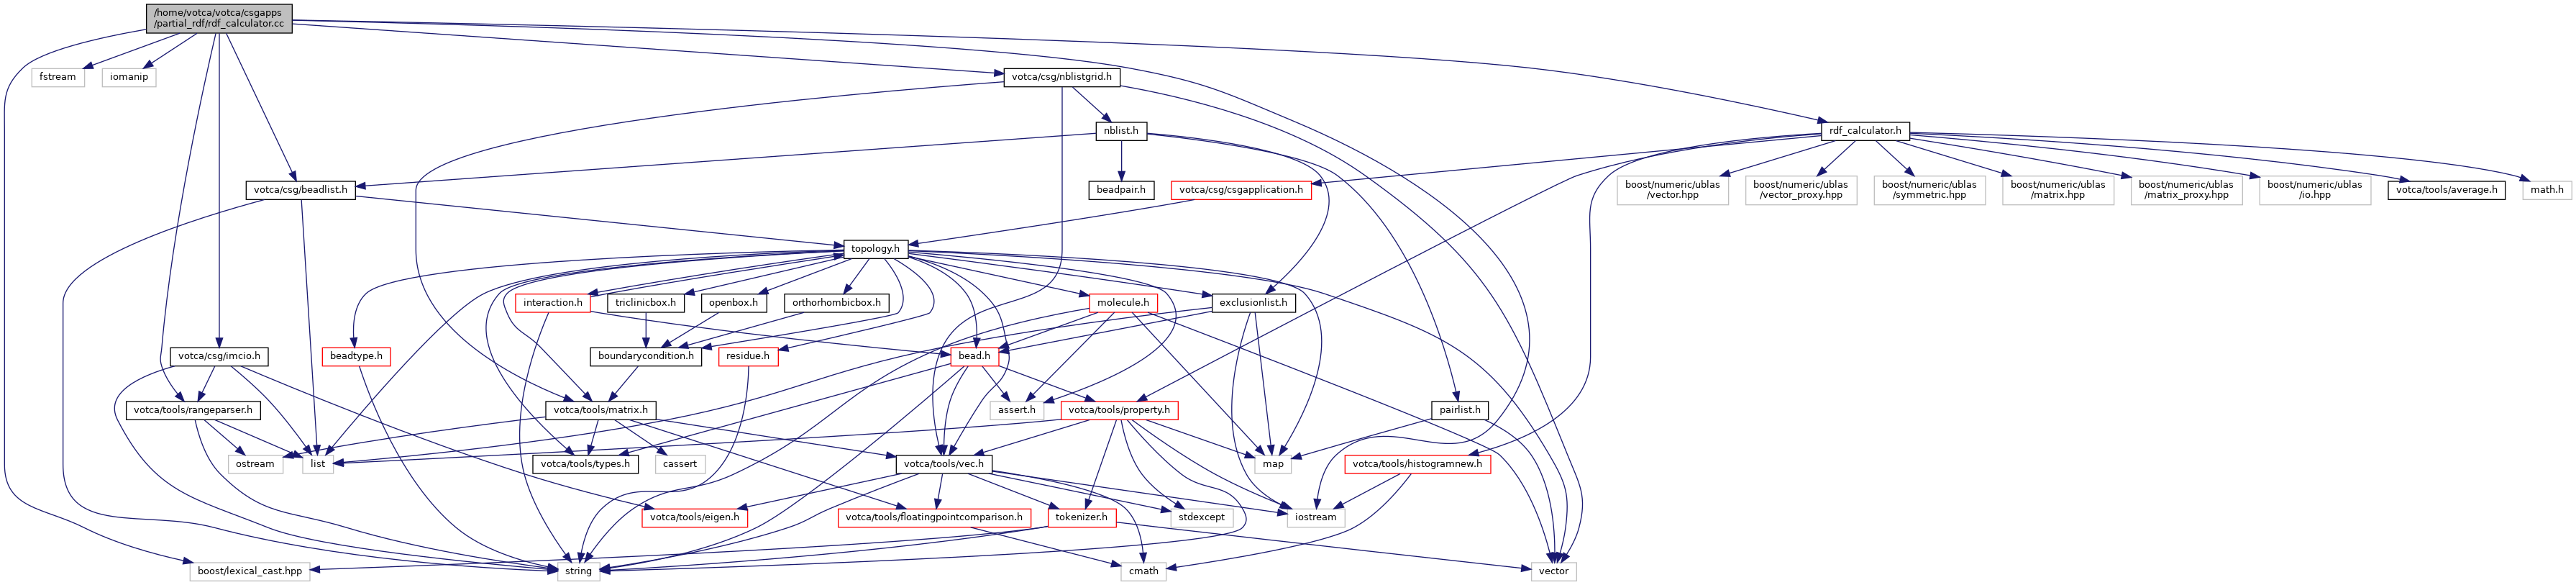 /home/votca/votca/csgapps
/partial_rdf/rdf_calculator.cc
fstream
iomanip
votca/csg/nblistgrid.h
nblist.h
rdf_calculator.h
votca/csg/beadlist.h
beadpair.h
votca/csg/csgapplication.h
boost/numeric/ublas
/vector.hpp
boost/numeric/ublas
/vector_proxy.hpp
boost/numeric/ublas
/symmetric.hpp
boost/numeric/ublas
/matrix.hpp
boost/numeric/ublas
/matrix_proxy.hpp
boost/numeric/ublas
/io.hpp
votca/tools/average.h
math.h
topology.h
interaction.h
triclinicbox.h
openbox.h
orthorhombicbox.h
molecule.h
exclusionlist.h
votca/csg/imcio.h
beadtype.h
boundarycondition.h
residue.h
bead.h
votca/tools/rangeparser.h
votca/tools/matrix.h
assert.h
votca/tools/property.h
pairlist.h
ostream
list
votca/tools/types.h
cassert
votca/tools/vec.h
map
votca/tools/histogramnew.h
votca/tools/eigen.h
votca/tools/floatingpointcomparison.h
tokenizer.h
stdexcept
iostream
boost/lexical_cast.hpp
string
cmath
vector